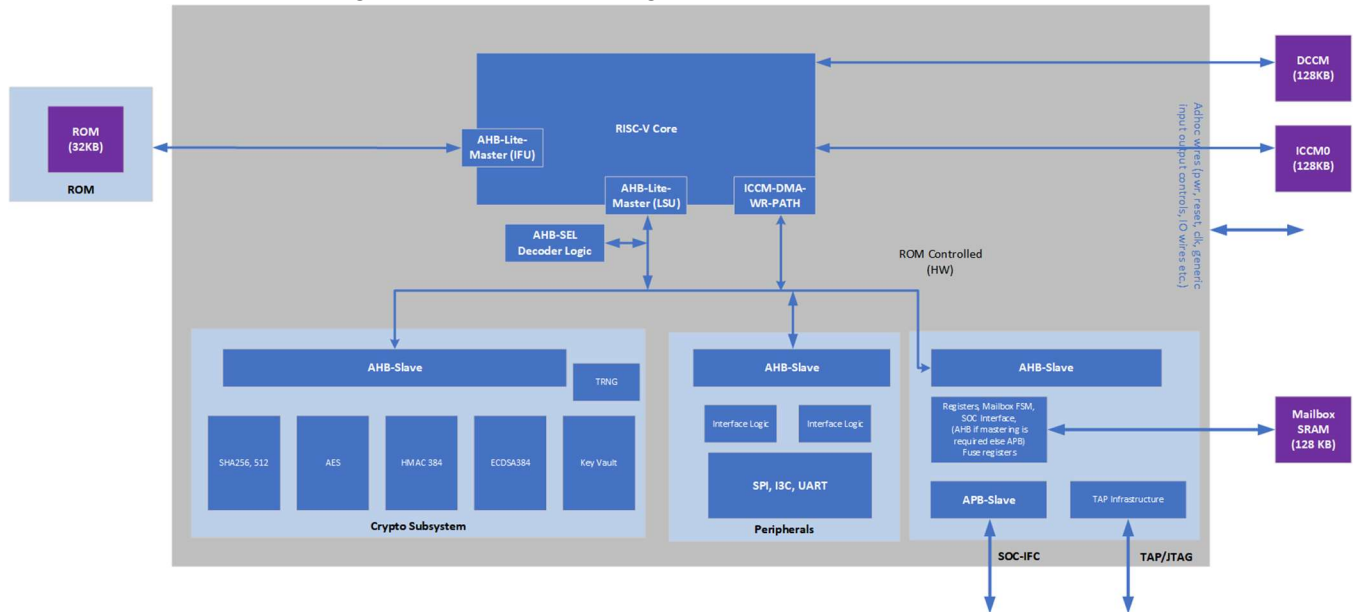 DCCM
(128KB)
ROM
(32KB)
ROM
RISC-V Core
AHB-Lite-
Master (IFU)
ICCM0
(128KB)
Adhoc wires (pwr, reset, clk, generic
input output controls, IO wires etc.)
AHB-Lite-
Master (LSU)
ICCM-DMA-
WR-PATH
AHB-SEL
Decoder Logic
ROM Controlled
(HW)
AHB-Slave
TRNG
SHA256, 512
AES
HMAC 384
ECDSA384
Key Vault
Crypto Subsystem
AHB-Slave
Interface Logic
Interface Logic
SPI, I3C, UART
Peripherals
AHB-Slave
Registers, Mailbox FSM,
SOC Interface,
(AHB if mastering is
required else APB)
Fuse registers
Mailbox
SRAM
(128 KB)
APB-Slave
TAP Infrastructure
SOC-IFC
TAP/JTAG